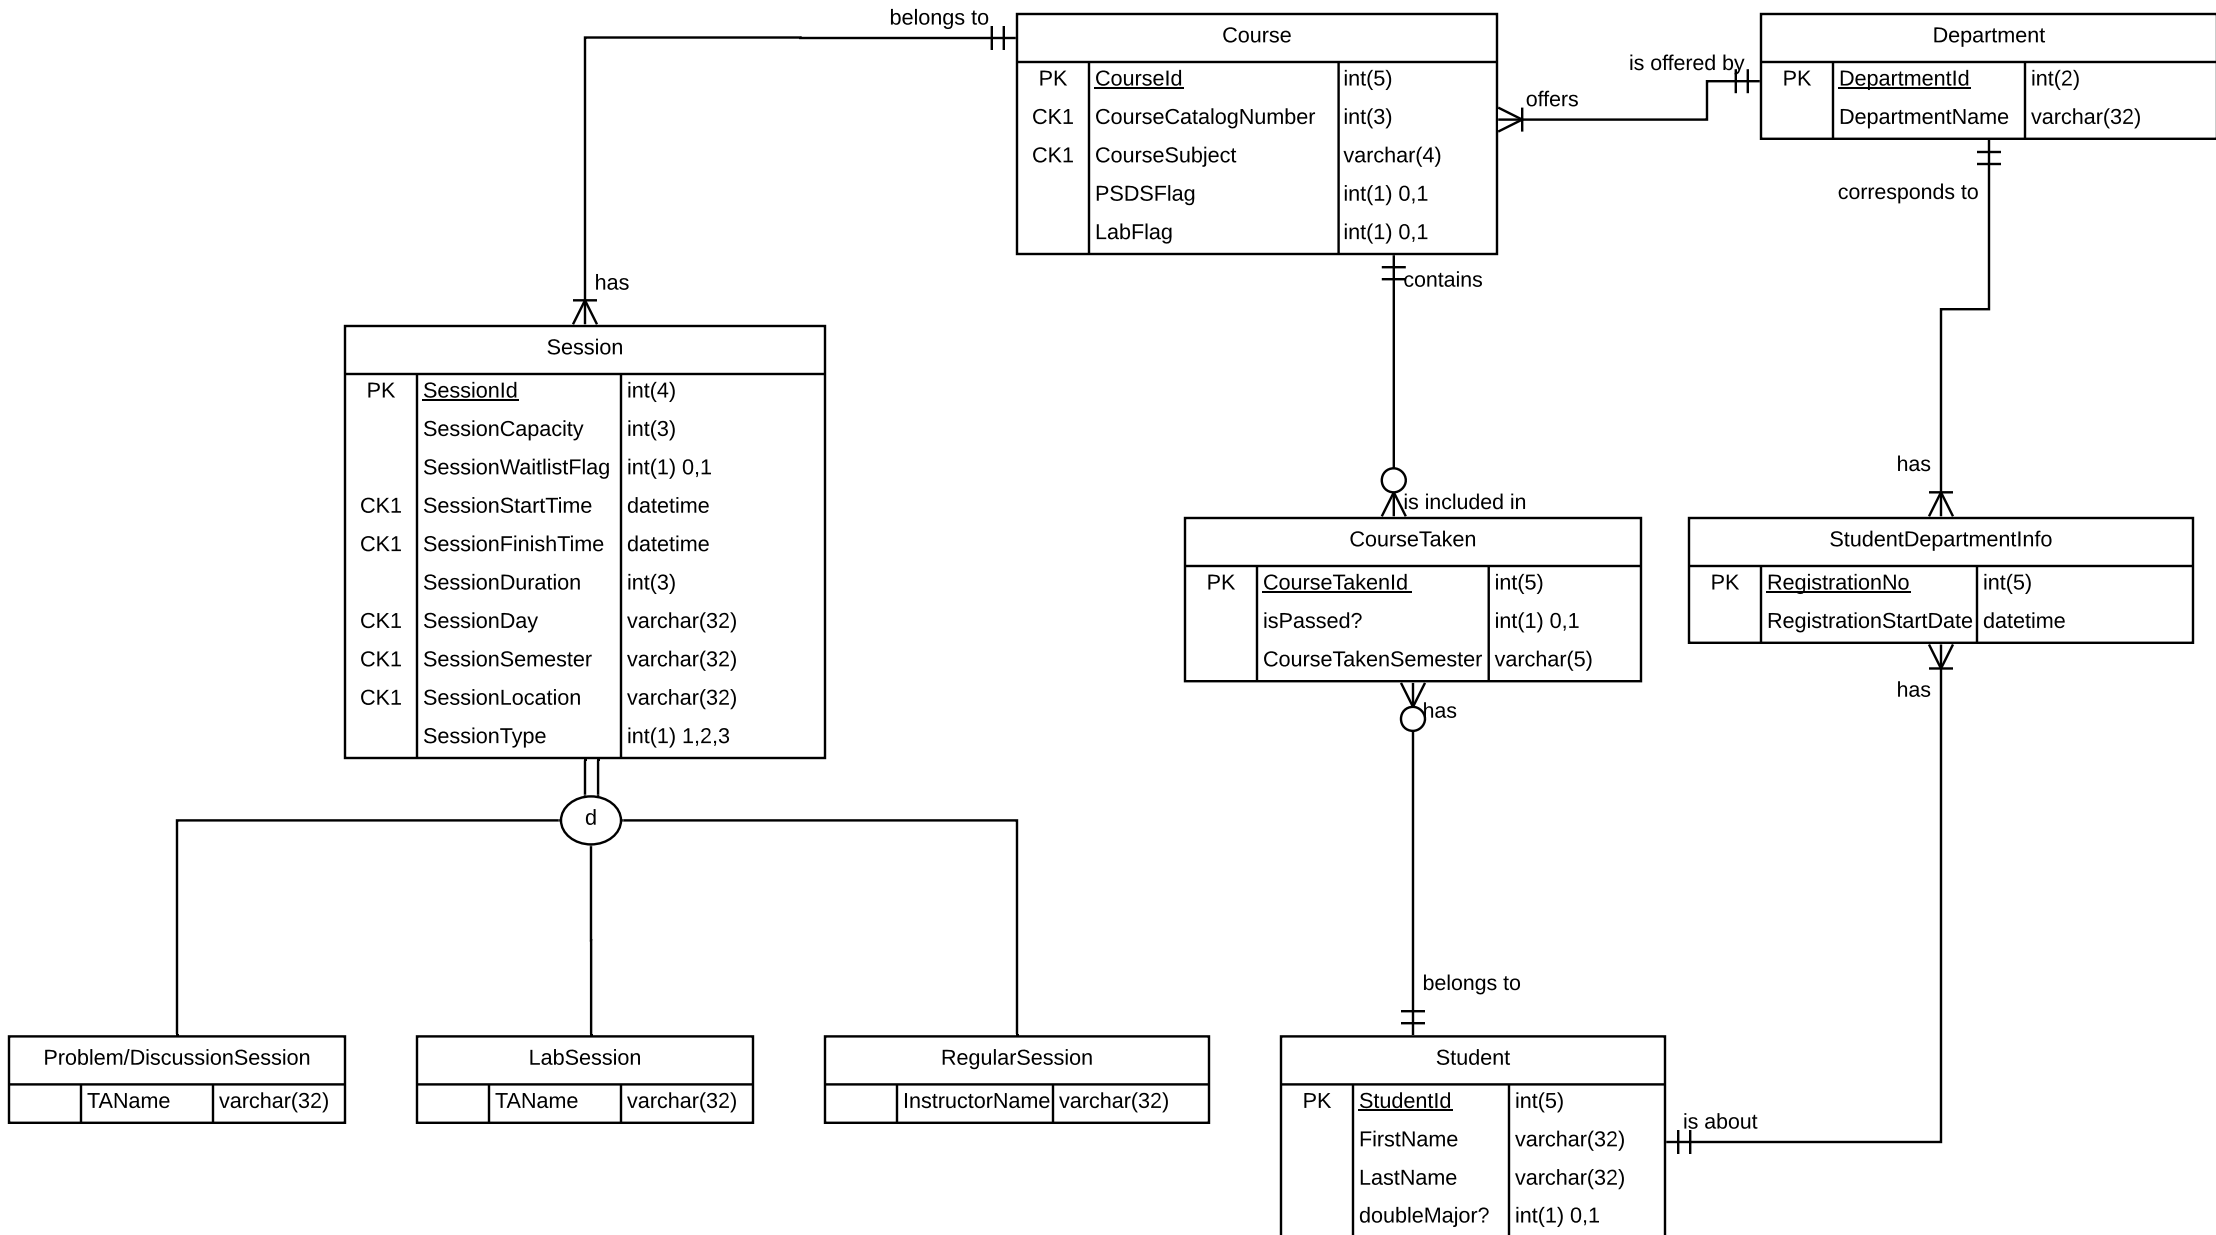 belongs to
Course
PK CourseId int(5)
CK1 CourseCatalogNumber int(3)
CK1 CourseSubject varchar(4)
PSDSFlag int(1) 0,1
LabFlag int(1) 0,1
offers
is offered by
Department
PK DepartmentId int(2)
DepartmentName varchar(32)
corresponds to
has
contains
Session
PK SessionId int(4)
SessionCapacity int(3)
SessionWaitlistFlag int(1) 0,1
CK1 SessionStartTime datetime
CK1 SessionFinishTime datetime
SessionDuration int(3)
CK1 SessionDay varchar(32)
CK1 SessionSemester varchar(32)
CK1 SessionLocation varchar(32)
SessionType int(1) 1,2,3
is included in
CourseTaken
PK CourseTakenId int(5)
isPassed? int(1) 0,1
CourseTakenSemester varchar(5)
has
has
StudentDepartmentInfo
PK RegistrationNo int(5)
RegistrationStartDate datetime
has
d
belongs to
Problem/DiscussionSession
TAName varchar(32)
LabSession
TAName varchar(32)
RegularSession
InstructorName varchar(32)
Student
PK StudentId int(5)
FirstName varchar(32)
LastName varchar(32)
doubleMajor? int(1) 0,1
is about